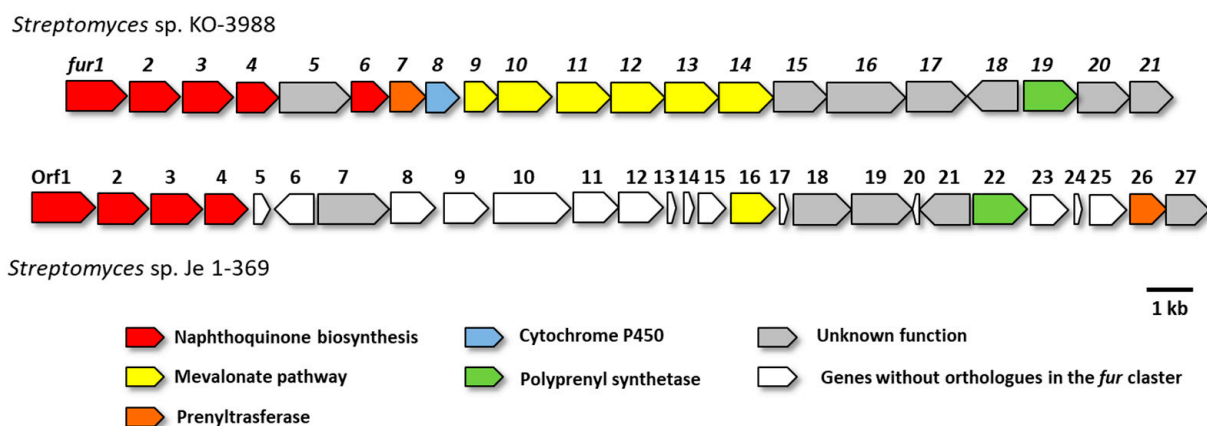 Streptomyces sp. KO-3988
fur1 2 3 4 5 6 7 8 9 10 11 12 13 14 15 16 17 18 19 20 21
Orf1 2 3 4 5 6 7 8 9 10 11 12 13 14 15 16 17 18 19 20 21 22 23 24 25 26 27
Streptomyces sp. Je 1-369
1 kb
Naphthoquinone biosynthesis Cytochrome P450 Unknown function
Mevalonate pathway Polyprenyl synthetase Genes without orthologues in the fur claster
Prenyltrasferase